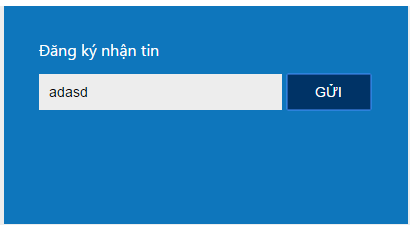 Đăng ký nhận tin
adasd
GỬI